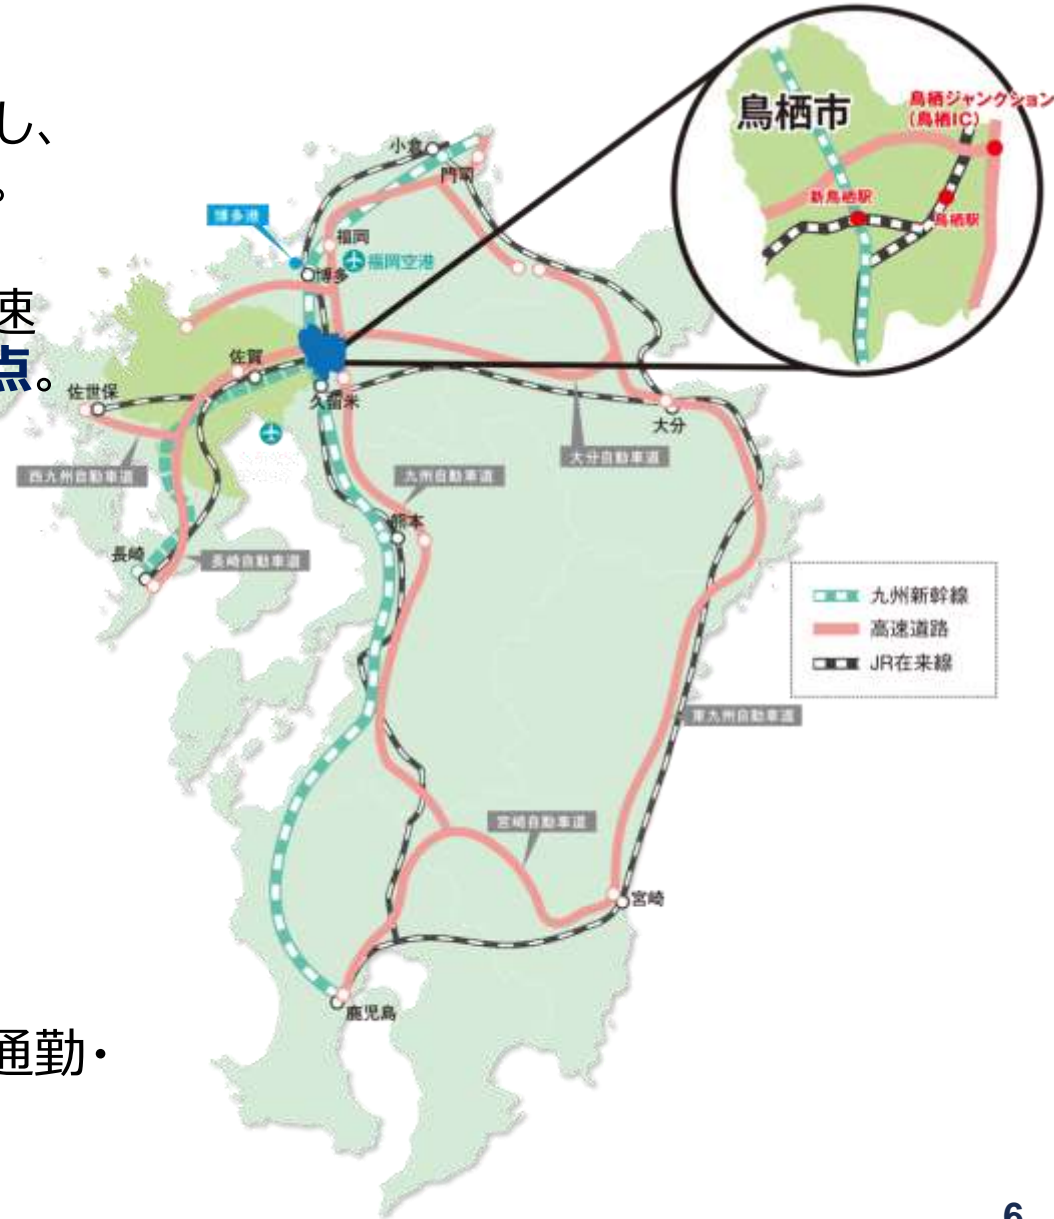 し、
。
速
点。
通勤・
鳥栖市
鳥栖ジャンクション
(鳥栖IC)
新鳥栖駅
鳥栖駅
小倉
門司
博多港
福岡
福岡空港
博多
佐賀
佐世保
久留米
大分
西九州自動車道
大分自動車道
九州自動車道
熊本
長崎
長崎自動車道
九州新幹線
高速道路
JR在来線
東九州自動車道
宮崎自動車道
宮崎
鹿児島
6